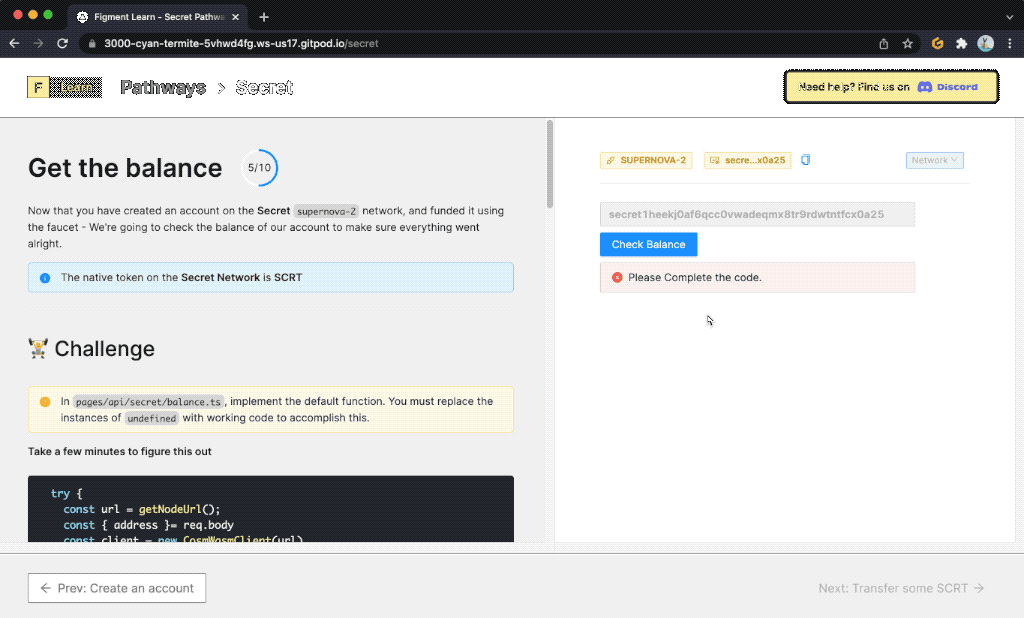 Figment Learn - Secret Pathwa
3000-cyan-termite-5vhwd4fg.ws-us17.gitpod.io/secret
F Learn
Pathways > Secret
Need help? Find us on Discord
Get the balance
5/10
Now that you have created an account on the Secret supernova-2 network, and funded it using
the faucet - We're going to check the balance of our account to make sure everything went
alright.
The native token on the Secret Network is SCRT
Challenge
In pages/api/secret/balance.ts, implement the default function. You must replace the
instances of undefined with working code to accomplish this.
Take a few minutes to figure this out
try {
const url = getNodeUrl();
const { address }= req.body
const client = new CosmWasmClient(url)
SUPERNOVA-2
secre...x0a25
Network
secret1heekj0af6qcc0vwadeqmx8tr9rdwtntfcx0a25
Check Balance
Please Complete the code.
← Prev: Create an account
Next: Transfer some SCRT →